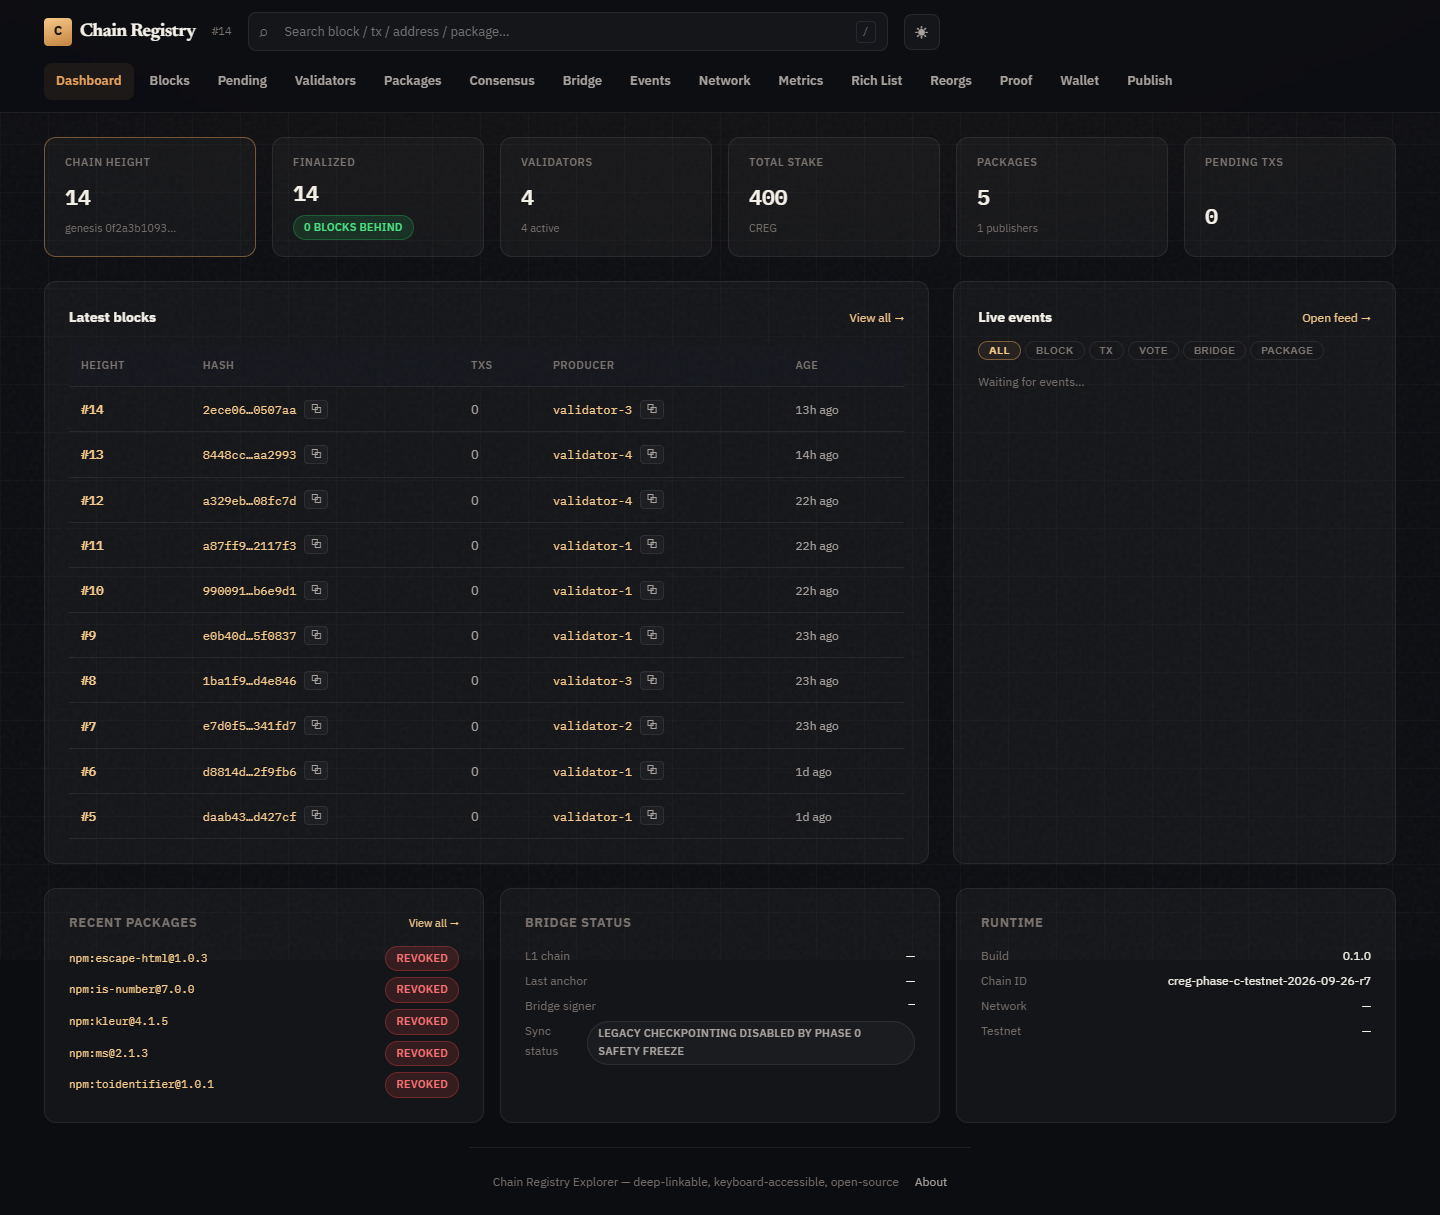 C Chain Registry #14
Search block / tx / address / package... /
Dashboard Blocks Pending Validators Packages Consensus Bridge Events Network Metrics Rich List Reorgs Proof Wallet Publish
CHAIN HEIGHT
14
genesis 0f2a3b1093...
FINALIZED
14
0 BLOCKS BEHIND
VALIDATORS
4
4 active
TOTAL STAKE
400
CREG
PACKAGES
5
1 publishers
PENDING TXS
0
Latest blocks View all →
HEIGHT HASH TXS PRODUCER AGE
#14 2ece06…0507aa 0 validator-3 13h ago
#13 8448cc…aa2993 0 validator-4 14h ago
#12 a329eb…08fc7d 0 validator-4 22h ago
#11 a87ff9…2117f3 0 validator-1 22h ago
#10 990091…b6e9d1 0 validator-1 22h ago
#9 e0b40d…5f0837 0 validator-1 23h ago
#8 1ba1f9…d4e846 0 validator-3 23h ago
#7 e7d0f5…341fd7 0 validator-2 23h ago
#6 d8814d…2f9fb6 0 validator-1 1d ago
#5 daab43…d427cf 0 validator-1 1d ago
Live events Open feed →
ALL BLOCK TX VOTE BRIDGE PACKAGE
Waiting for events...
RECENT PACKAGES View all →
npm:escape-html@1.0.3 REVOKED
npm:is-number@7.0.0 REVOKED
npm:kleur@4.1.5 REVOKED
npm:ms@2.1.3 REVOKED
npm:toidentifier@1.0.1 REVOKED
BRIDGE STATUS
L1 chain —
Last anchor —
Bridge signer —
Sync status
LEGACY CHECKPOINTING DISABLED BY PHASE 0
SAFETY FREEZE
RUNTIME
Build 0.1.0
Chain ID creg-phase-c-testnet-2026-09-26-r7
Network —
Testnet —
Chain Registry Explorer — deep-linkable, keyboard-accessible, open-source About